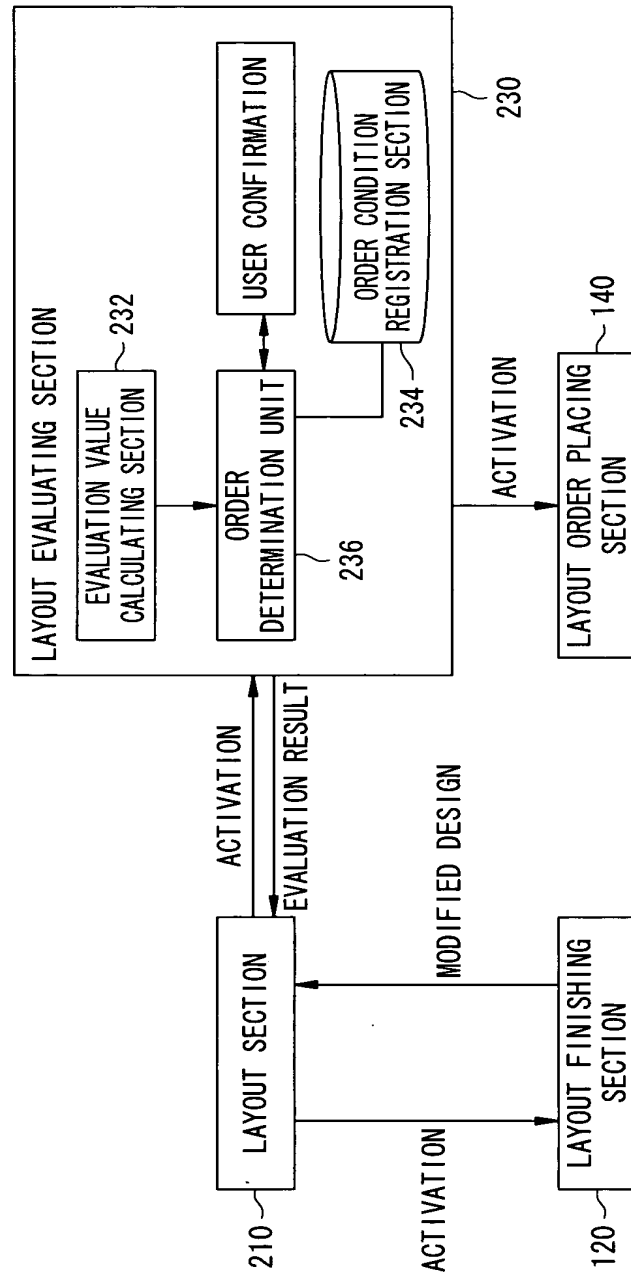 LAYOUT EVALUATING SECTION
232
EVALUATION VALUE
CALCULATING SECTION
ORDER
DETERMINATION UNIT
236
USER CONFIRMATION
ORDER CONDITION
REGISTRATION SECTION
234
230
ACTIVATION
EVALUATION RESULT
LAYOUT SECTION
210
ACTIVATION
MODIFIED DESIGN
LAYOUT FINISHING
SECTION
120
ACTIVATION
LAYOUT ORDER PLACING
SECTION
140